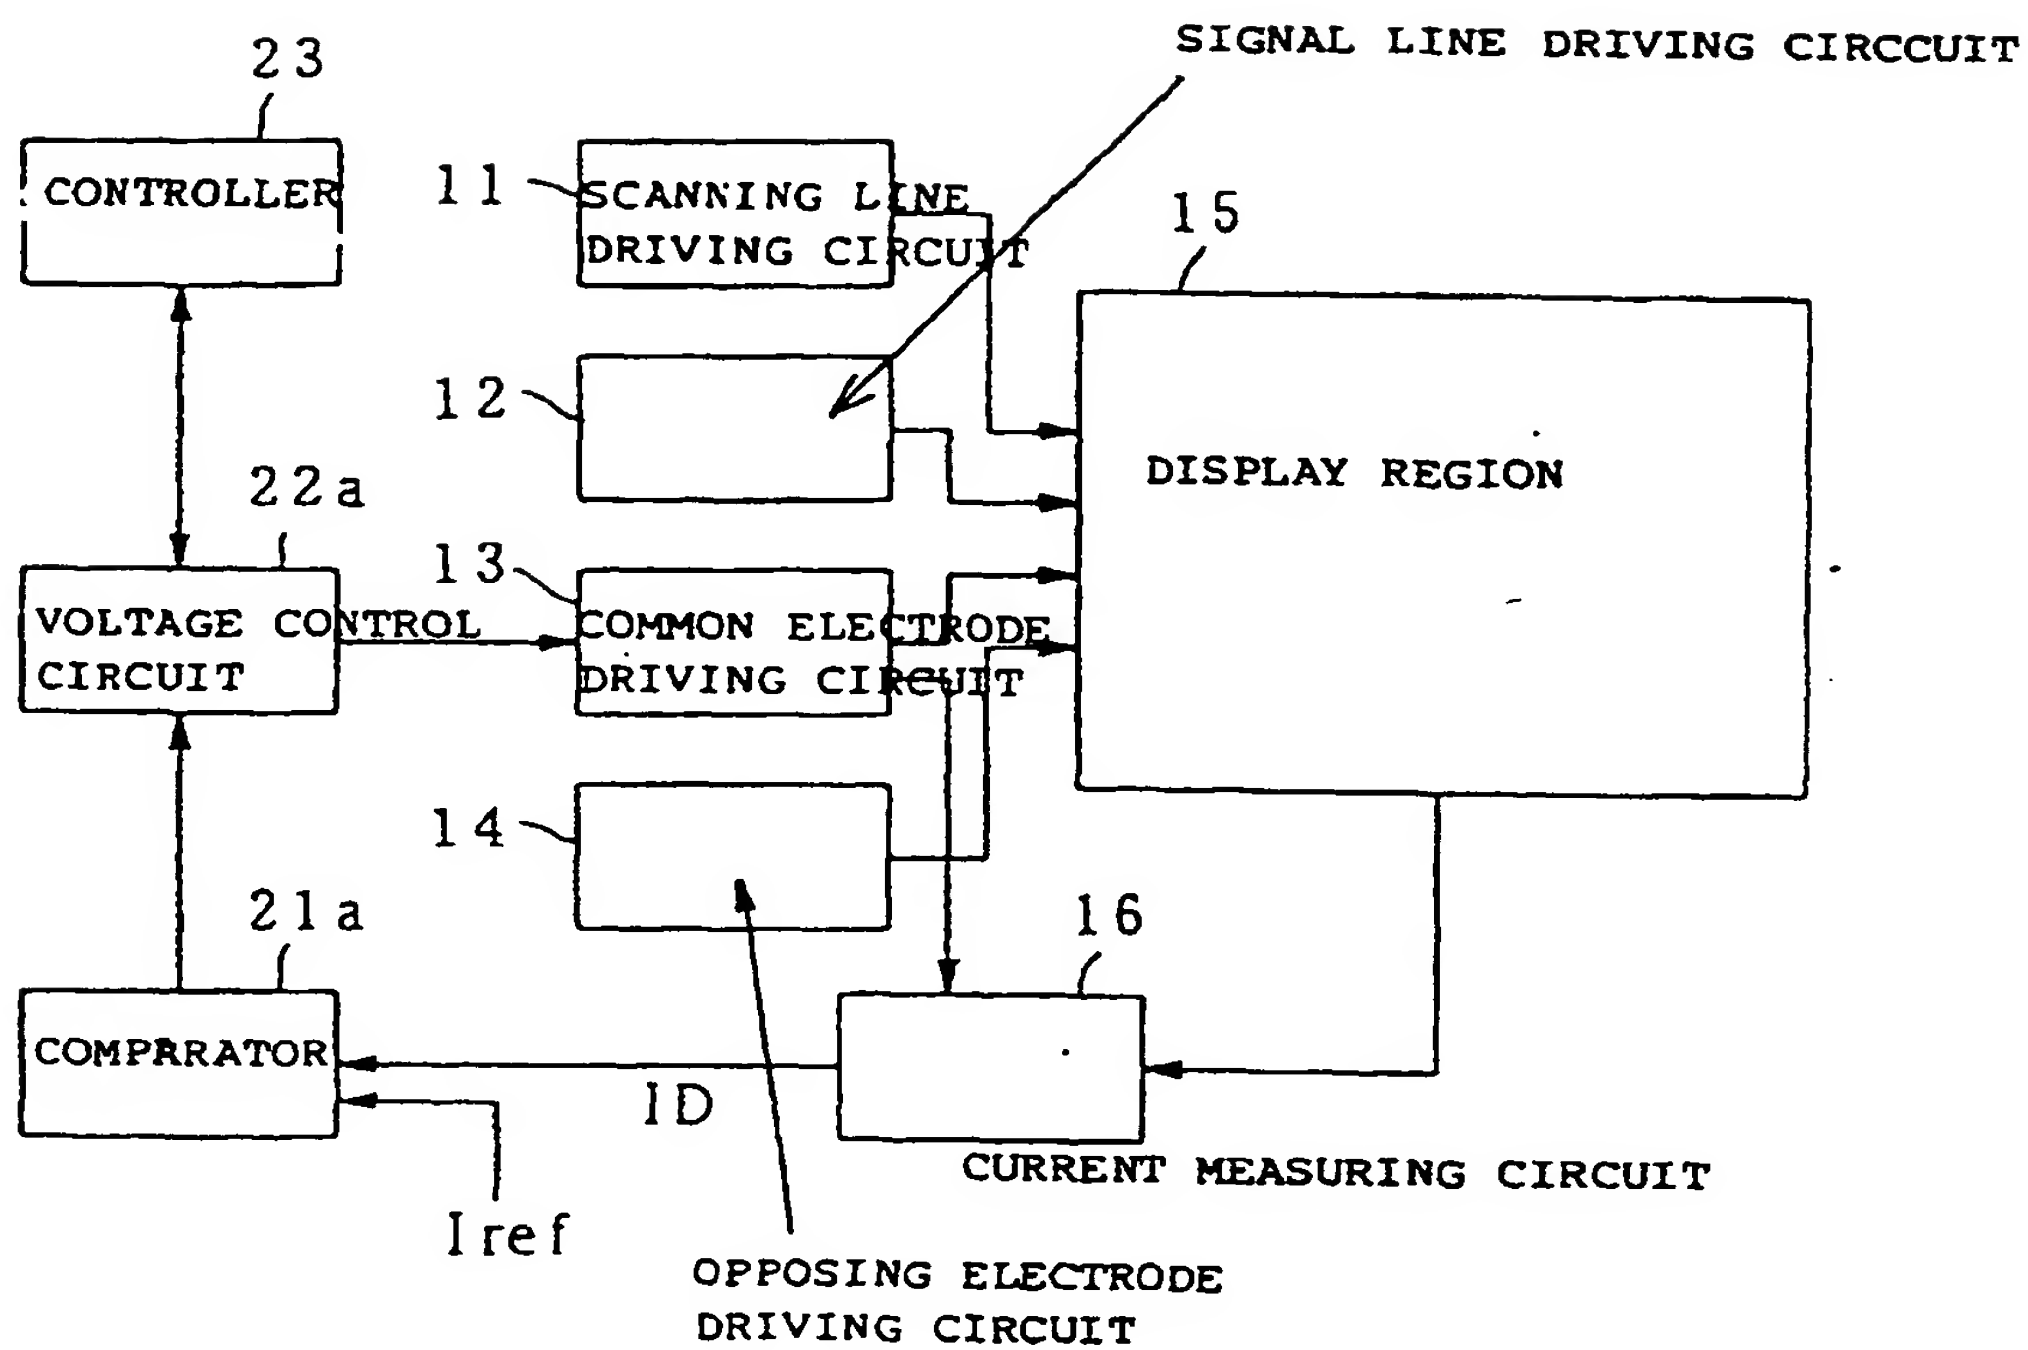 SIGNAL LINE DRIVING CIRCCUIT
23
CONTROLLER
11
SCANNING LINE
DRIVING CIRCUIT
15
12
DISPLAY REGION
22a
13
VOLTAGE CONTROL
CIRCUIT
COMMON ELECTRODE
DRIVING CIRCUIT
14
21a
16
COMPARATOR
ID
CURRENT MEASURING CIRCUIT
Iref
OPPOSING ELECTRODE
DRIVING CIRCUIT